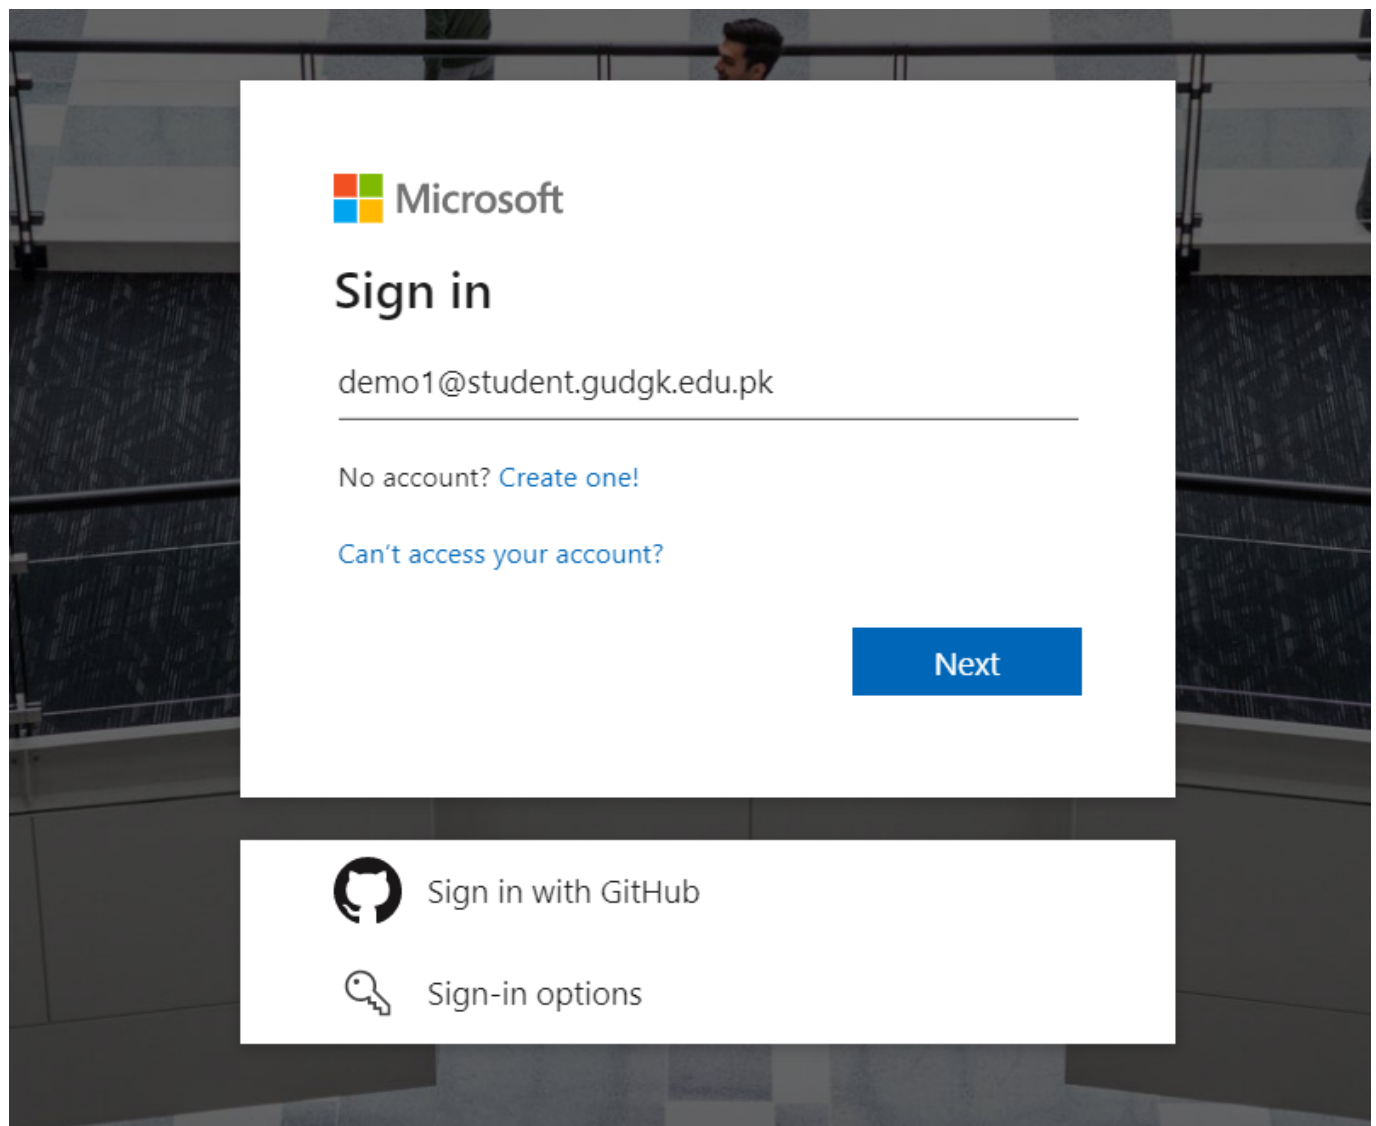 Microsoft
Sign in
demo1@student.gudgk.edu.pk
No account? Create one!
Can't access your account?
Next
Sign in with GitHub
Sign-in options